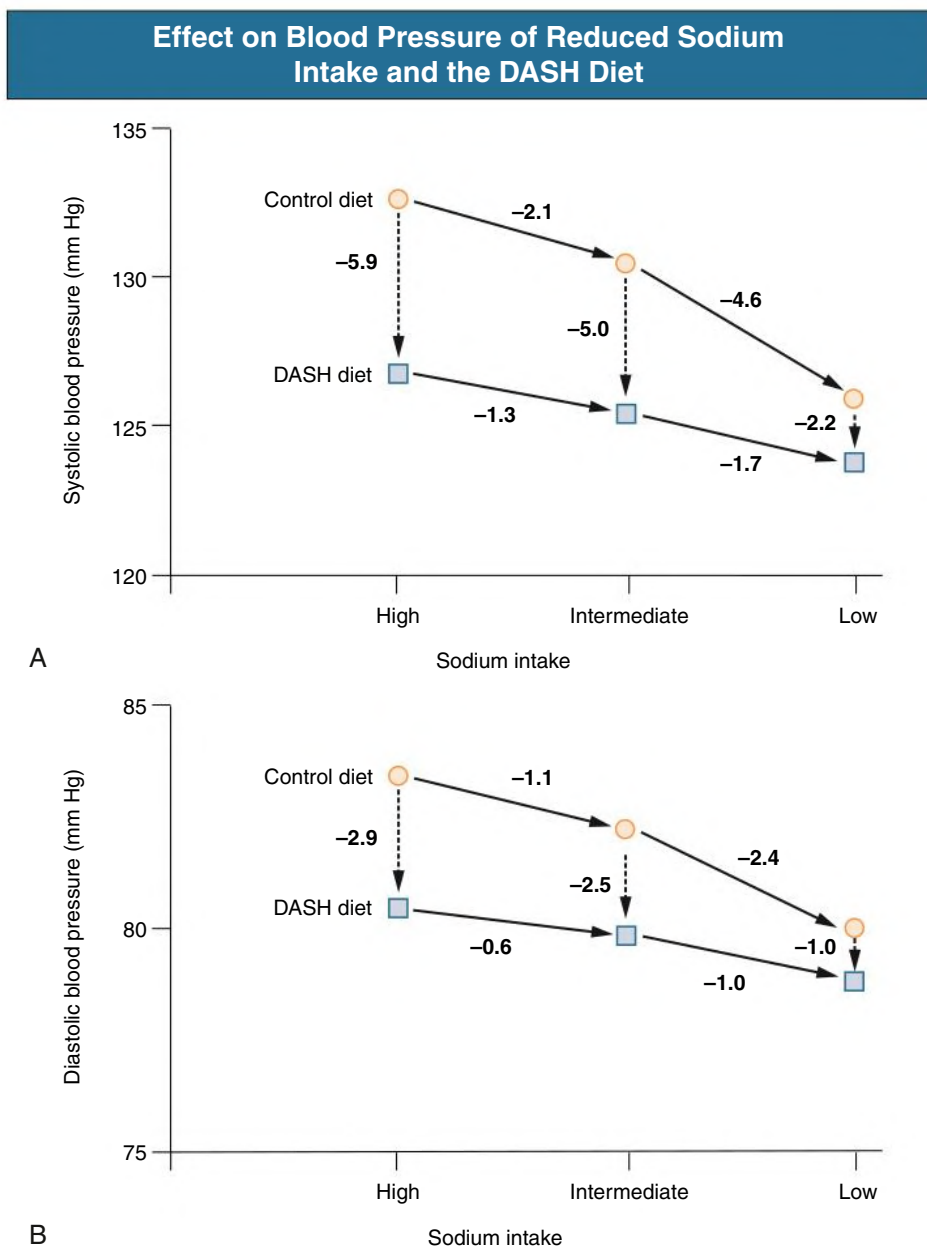 Effect on Blood Pressure of Reduced Sodium
Intake and the DASH Diet
135
Systolic blood pressure (mm Hg)
Control diet
–2.1
–5.9
130
–4.6
–5.0
DASH diet
–1.3
–2.2
125
–1.7
120
High
Intermediate
Low
A
Sodium intake
85
Diastolic blood pressure (mm Hg)
Control diet
–1.1
–2.9
–2.4
–2.5
DASH diet
80
–0.6
–1.0
–1.0
75
High
Intermediate
Low
B
Sodium intake